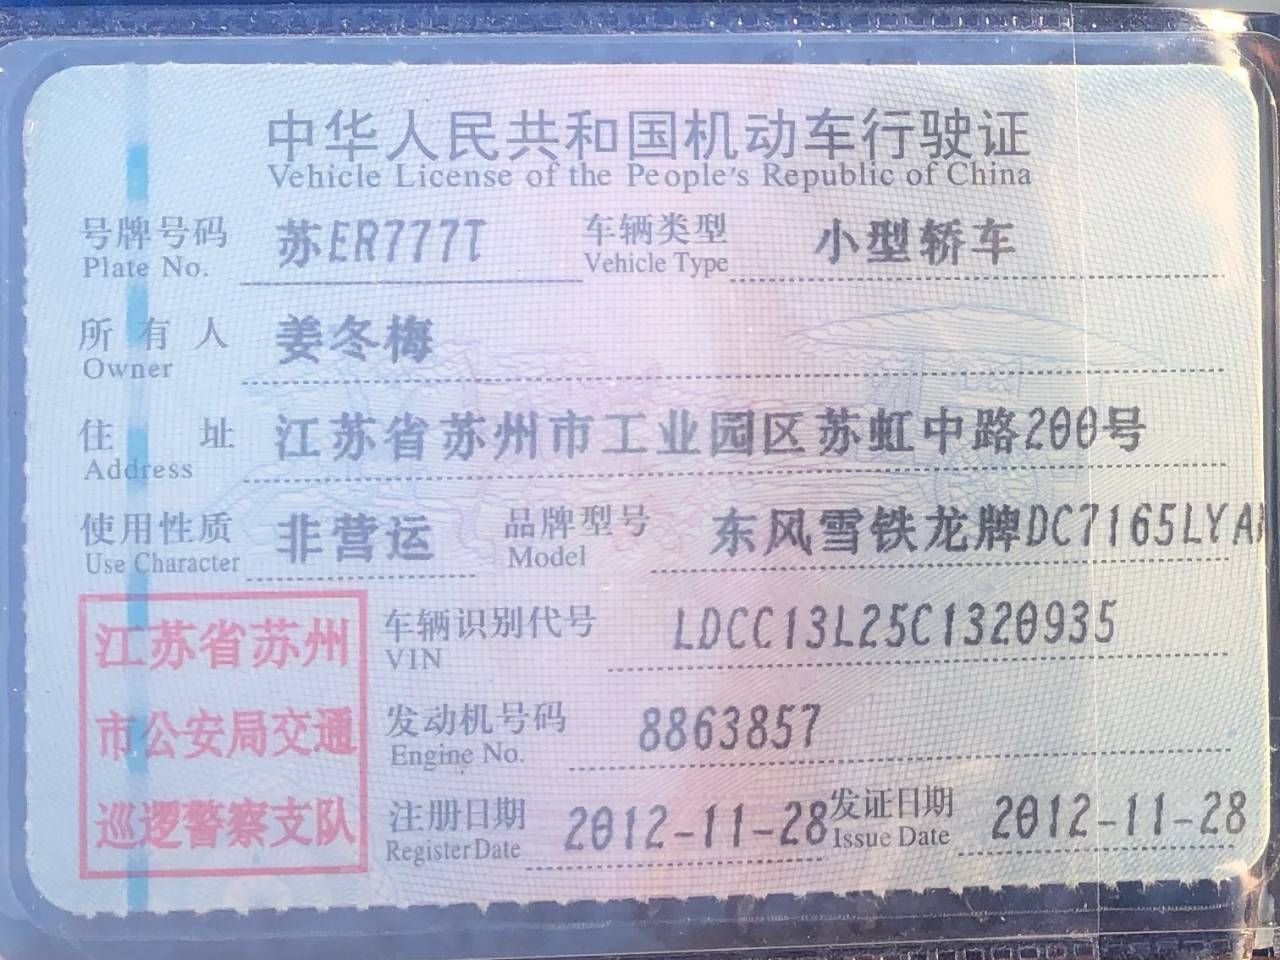 中华人民共和国机动车行驶证
Vehicle License of the People's Republic of China
号牌号码 苏ER777T 车辆类型 小型轿车
Plate No. Vehicle Type
所有人 姜冬梅
Owner
住址 江苏省苏州市工业园区苏虹中路200号
Address
使用性质 非营运 品牌型号 东风雪铁龙牌DC7165LYA
Use Character Model
车辆识别代号 LDCC13L25C1320935
VIN
发动机号码 8863857
Engine No.
注册日期 2012-11-28 发证日期 2012-11-28
Register Date Issue Date
江苏省苏州
市公安局交通
巡逻警察支队